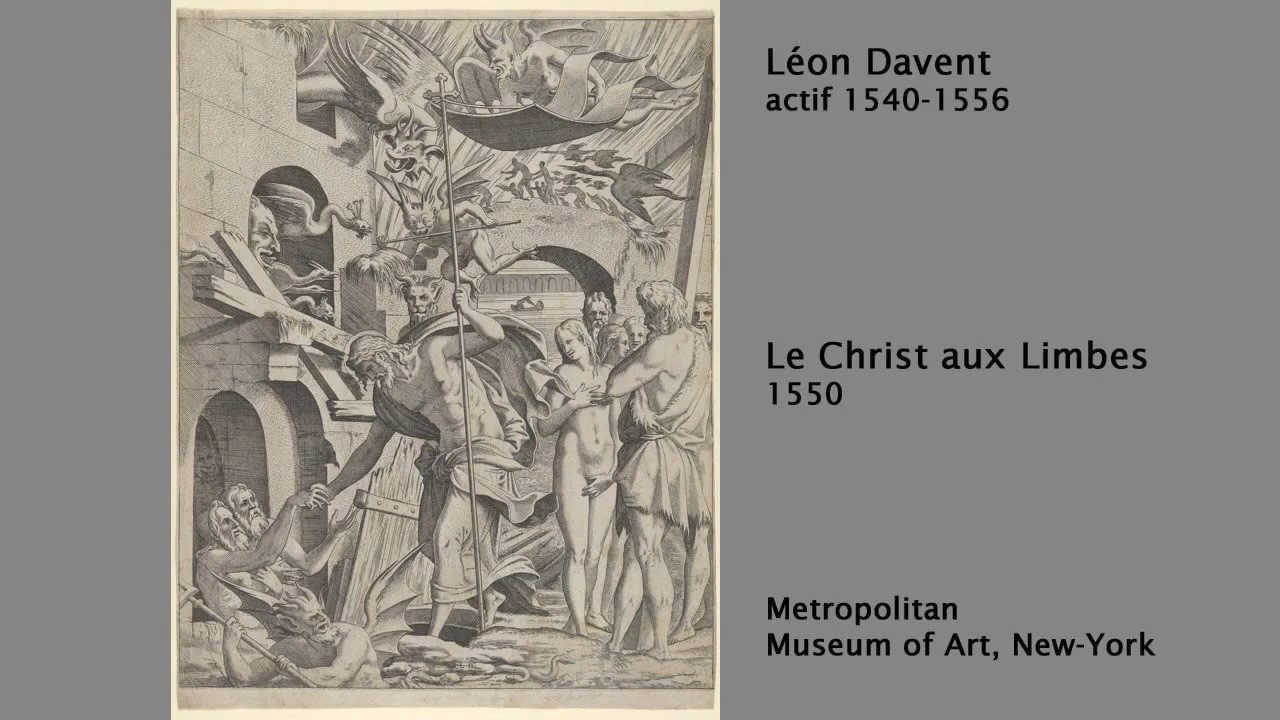 Léon Davent
actif 1540-1556
Le Christ aux Limbes
1550
Metropolitan
Museum of Art, New-York